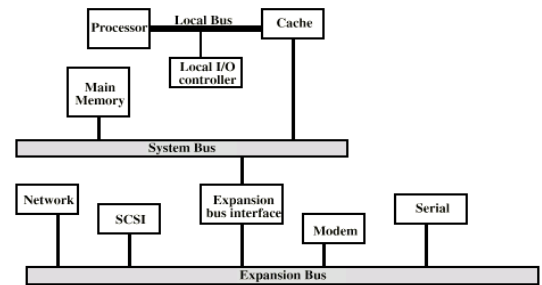 Processor
Local Bus
Cache
Local I/O
controller
Main
Memory
System Bus
Network
SCSI
Expansion
bus interface
Modem
Serial
Expansion Bus